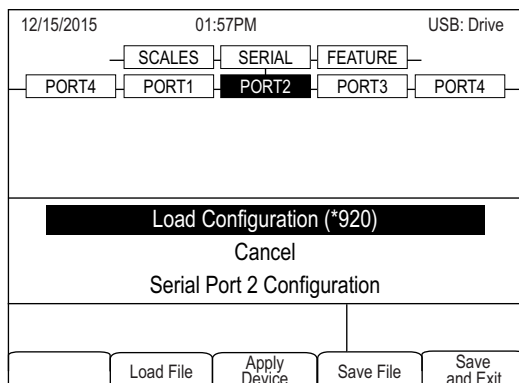 12/15/2015 01:57PM USB: Drive
SCALES SERIAL FEATURE
PORT4 PORT1 PORT2 PORT3 PORT4
Load Configuration (*920)
Cancel
Serial Port 2 Configuration
Load File Apply Device Save File Save and Exit